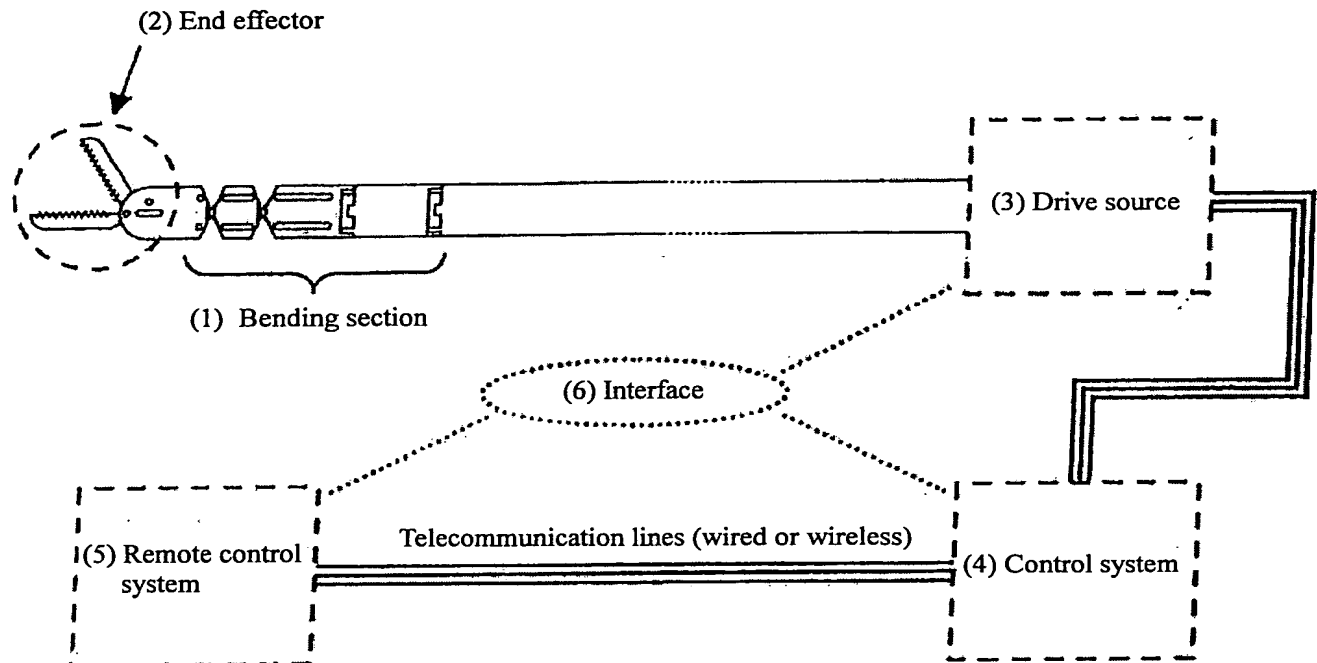 (2) End effector
(3) Drive source
(1) Bending section
(6) Interface
(5) Remote control
system
Telecommunication lines (wired or wireless)
(4) Control system